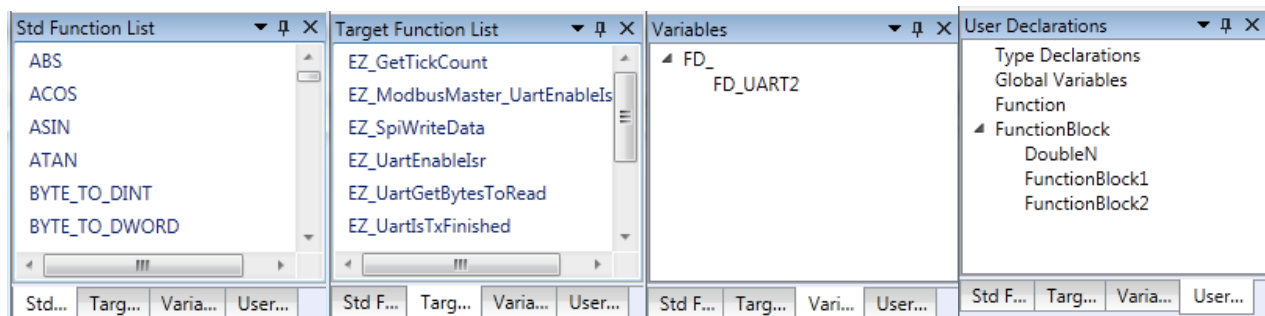 Std Function List
ABS
ACOS
ASIN
ATAN
BYTE_TO_DINT
BYTE_TO_DWORD
Std... Targ... Varia... User...
Target Function List
EZ_GetTickCount
EZ_ModbusMaster_UartEnableIs
EZ_SpiWriteData
EZ_UartEnableIsr
EZ_UartGetBytesToRead
EZ_UartIsTxFinished
Std F... Targ... Varia... User...
Variables
FD_
FD_UART2
Std F... Targ... Vari... User...
User Declarations
Type Declarations
Global Variables
Function
FunctionBlock
DoubleN
FunctionBlock1
FunctionBlock2
Std F... Targ... Varia... User...